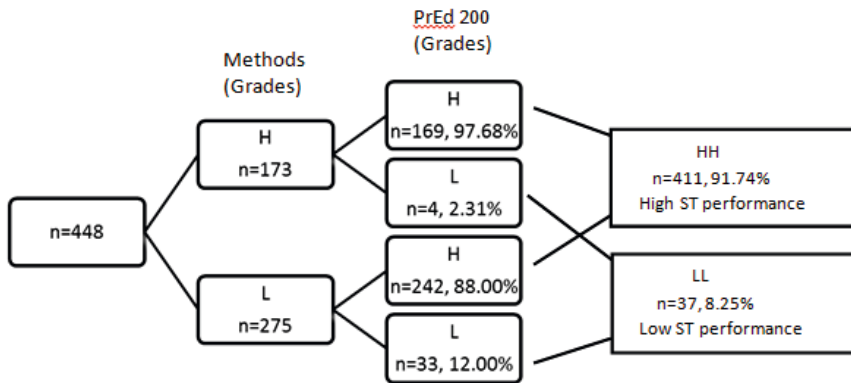 PrEd 200
(Grades)
Methods
(Grades)
H
n=169, 97.68%
H
n=173
L
n=4, 2.31%
HH
n=411, 91.74%
High ST performance
n=448
H
n=242, 88.00%
L
n=275
L
n=33, 12.00%
LL
n=37, 8.25%
Low ST performance